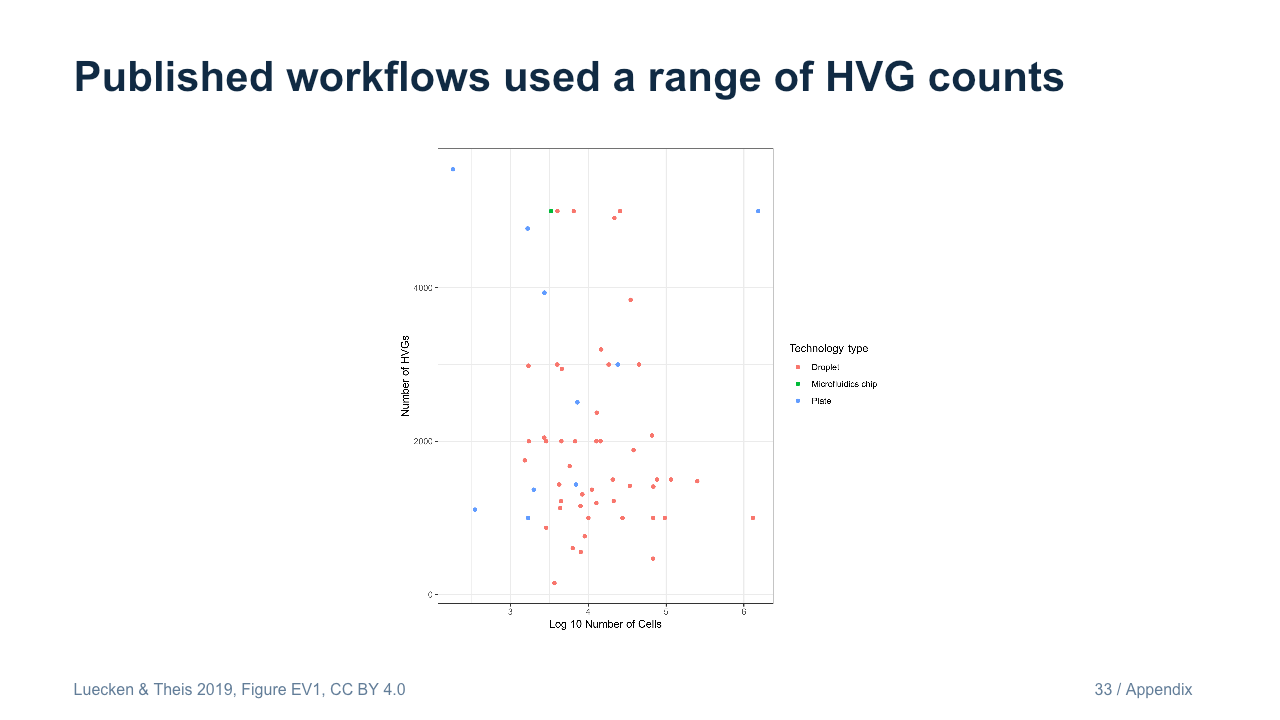 Published workflows used a range of HVG counts
4000
2000
0
Number of HVGs
3 4 5 6
Log 10 Number of Cells
Technology type
Droplet
Microfluidics chip
Plate
Luecken & Theis 2019, Figure EV1, CC BY 4.0
33 / Appendix